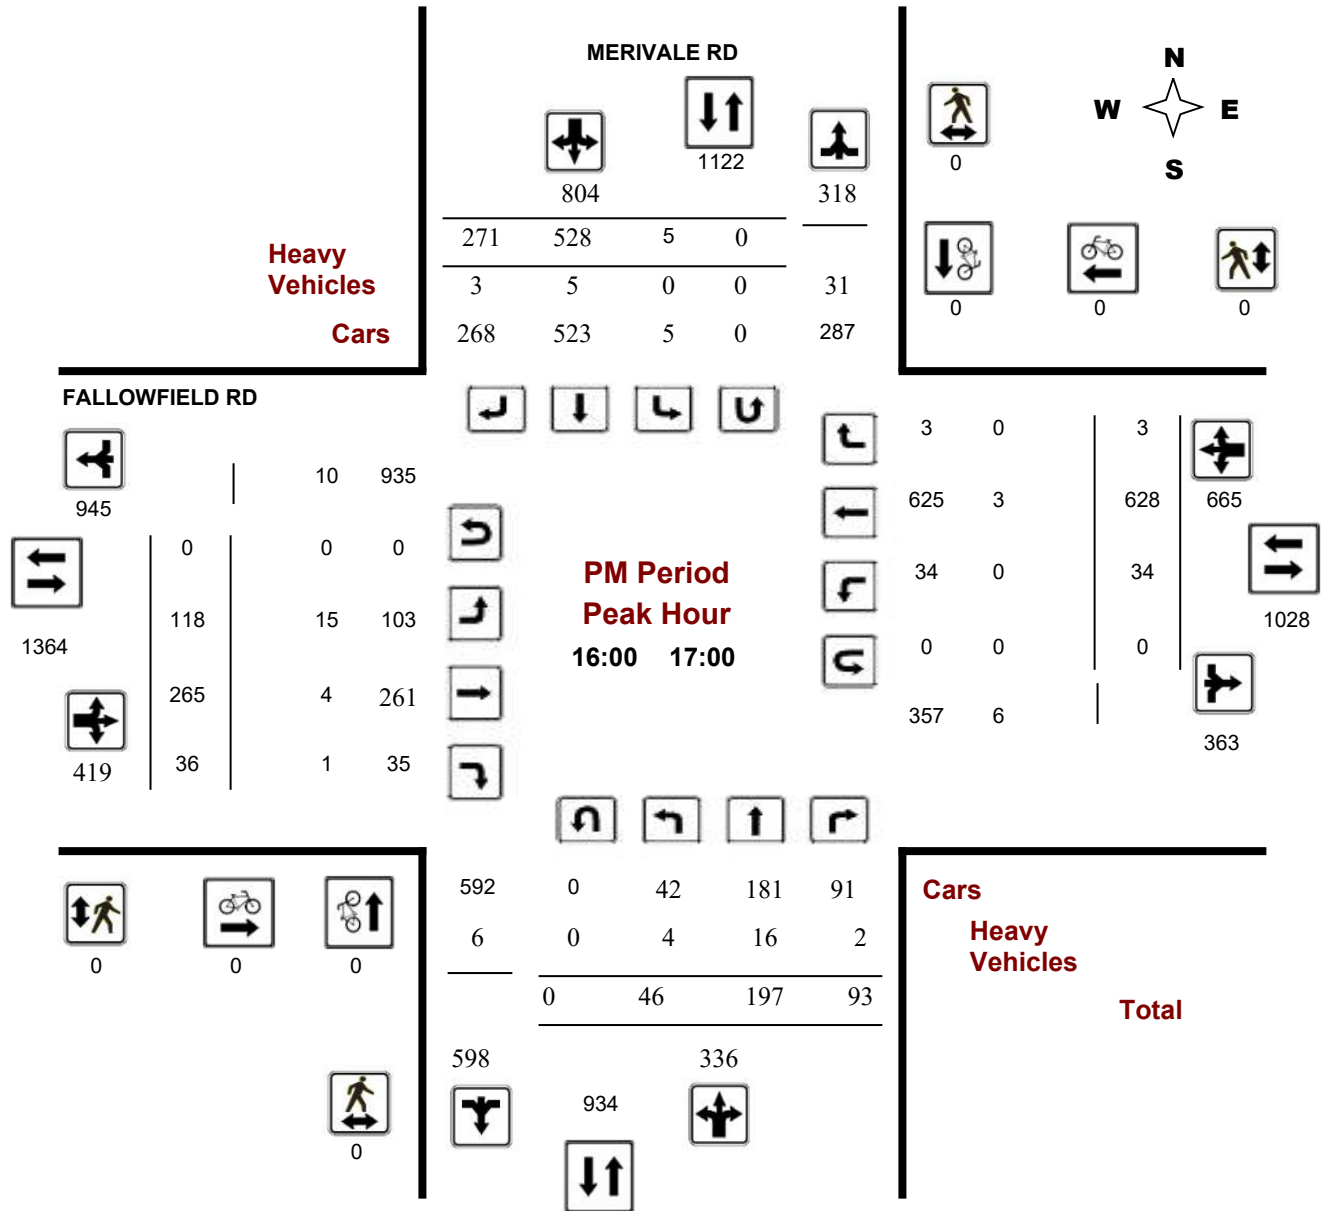 MERIVALE RD
N
W E
S
1122
0
804 318
271 528 5 0
Heavy
Vehicles
3 5 0 0 31
0 0 0
Cars 268 523 5 0 287
FALLOWFIELD RD
3 0 3
10 935
945
625 3 628 665
0 0 0
PM Period
34 0 34
118 15 103
Peak Hour
1028
1364
16:00 17:00
0 0 0
265 4 261
357 6
363
419 36 1 35
592 0 42 181 91 Cars
6 0 4 16 2 Heavy
Vehicles
0 0 0
0 46 197 93 Total
598 336
934
0